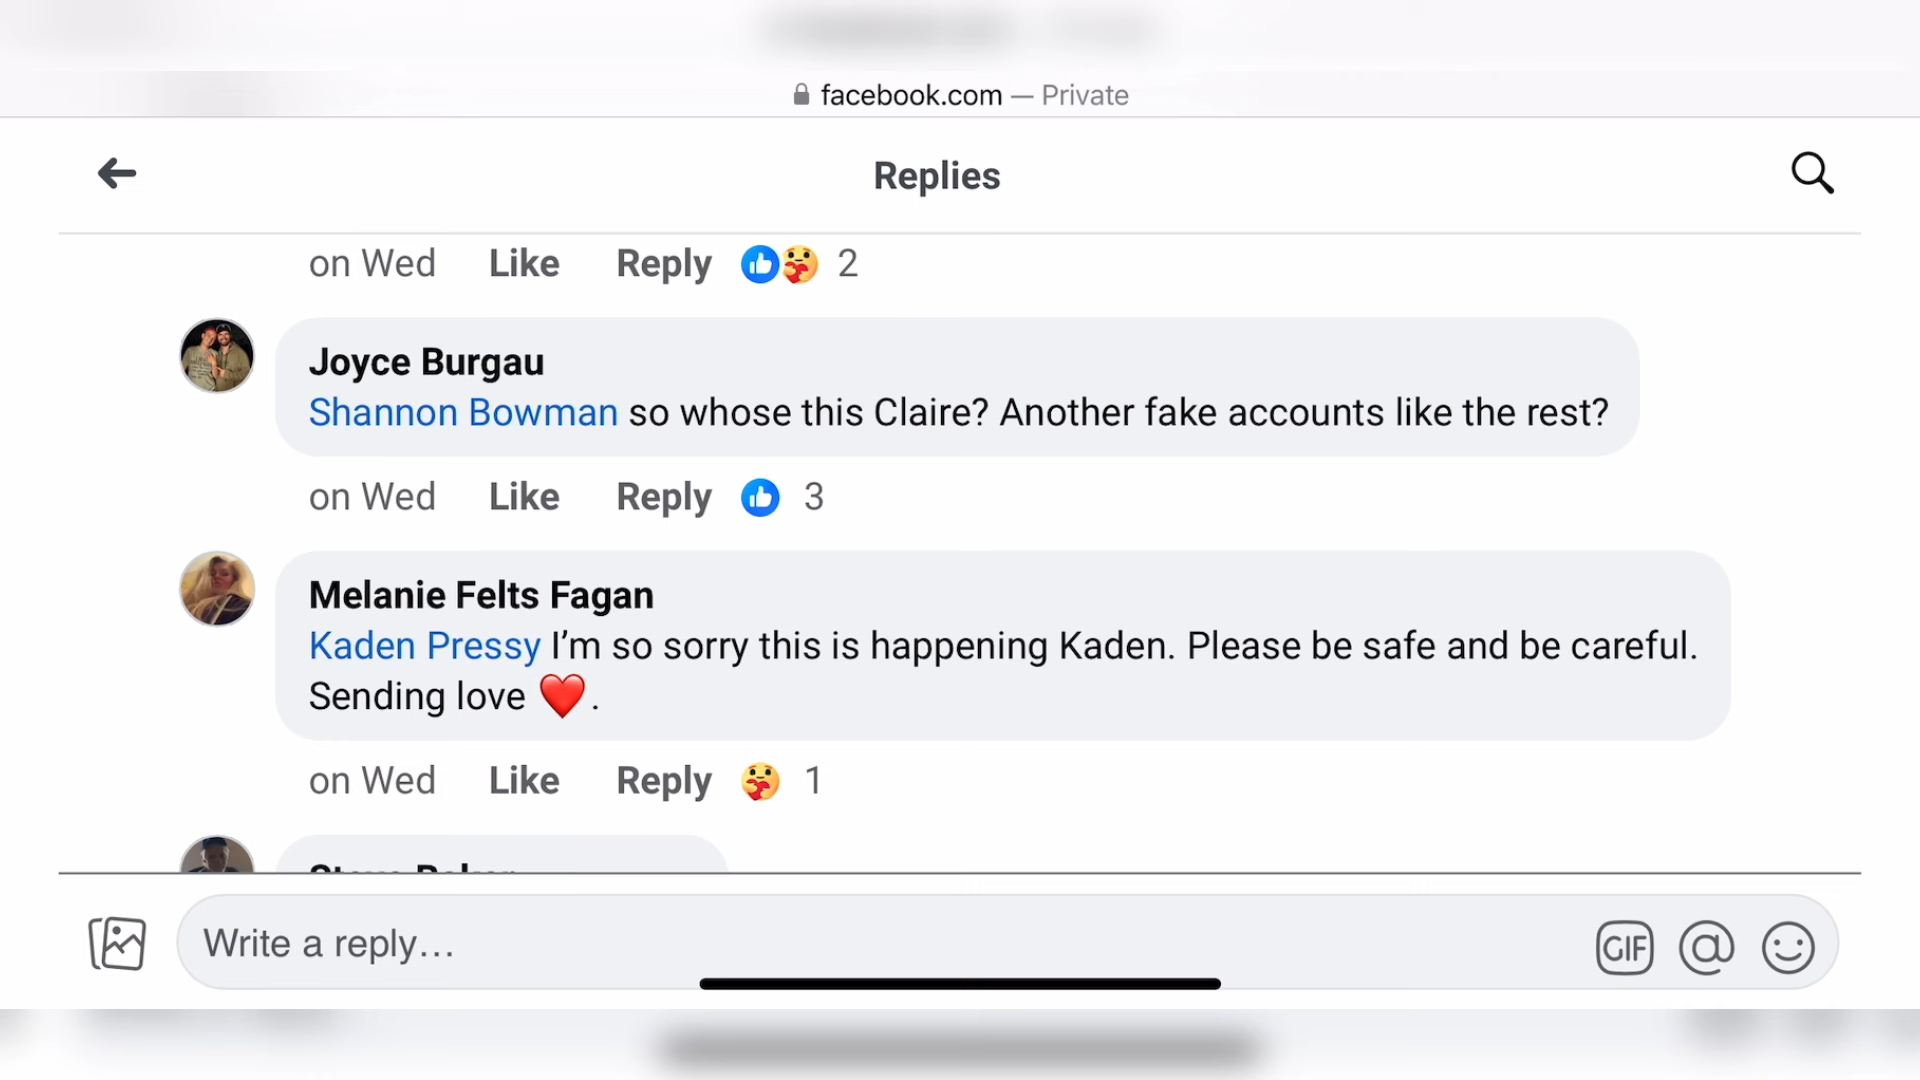 facebook.com — Private
Replies
on Wed Like Reply 2
Joyce Burgau
Shannon Bowman so whose this Claire? Another fake accounts like the rest?
on Wed Like Reply 3
Melanie Felts Fagan
Kaden Pressy I’m so sorry this is happening Kaden. Please be safe and be careful.
Sending love ❤️.
on Wed Like Reply 1
Write a reply...
GIF @